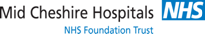 Mid Cheshire Hospitals NHS
NHS Foundation Trust